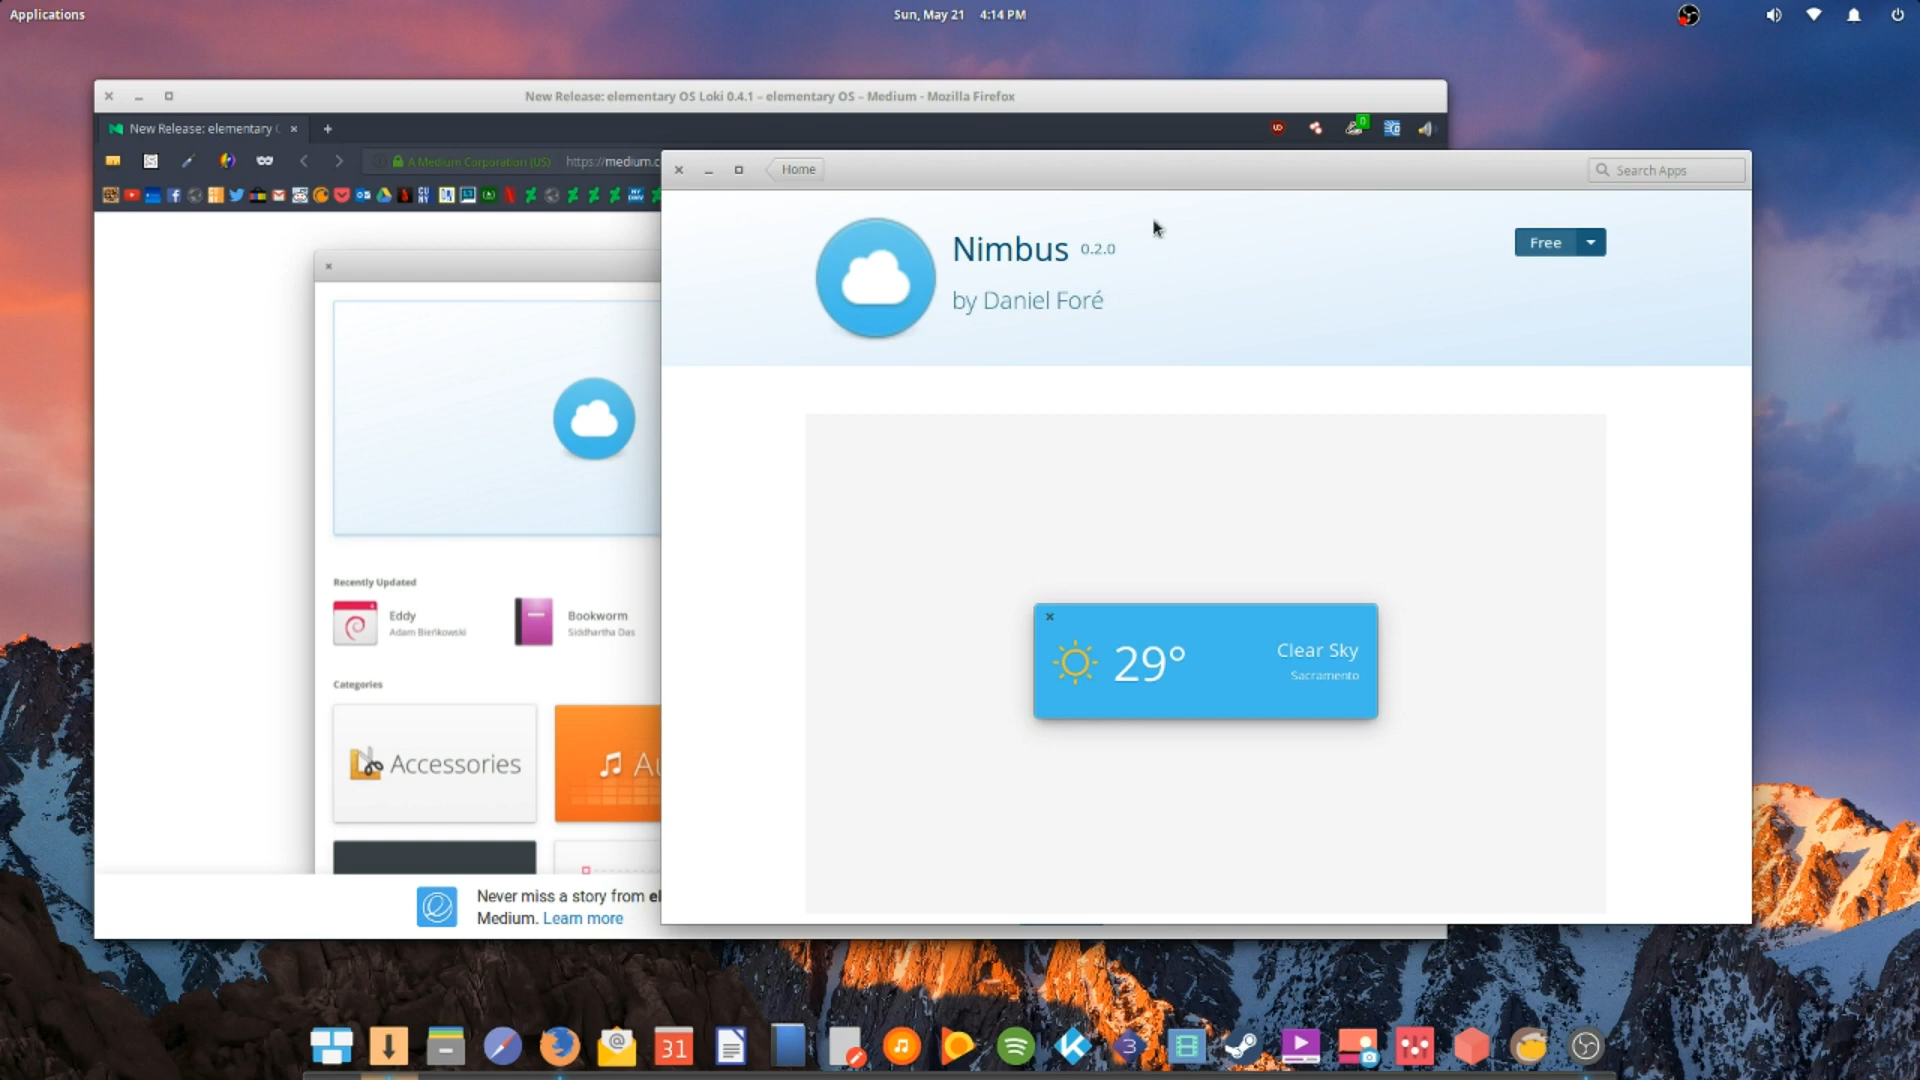 Applications
Sun, May 21 4:14 PM
New Release: elementary OS Loki 0.4.1 – elementary OS – Medium - Mozilla Firefox
New Release: elementary
A Medium Corporation (US) https://medium.c
Home
Search Apps
Nimbus 0.2.0
by Daniel Foré
Free
Recently Updated
Eddy
Adam Bieńkowski
Bookworm
Siddhartha Das
Categories
Accessories
Au
29°
Clear Sky
Sacramento
Never miss a story from el
Medium. Learn more
31
3